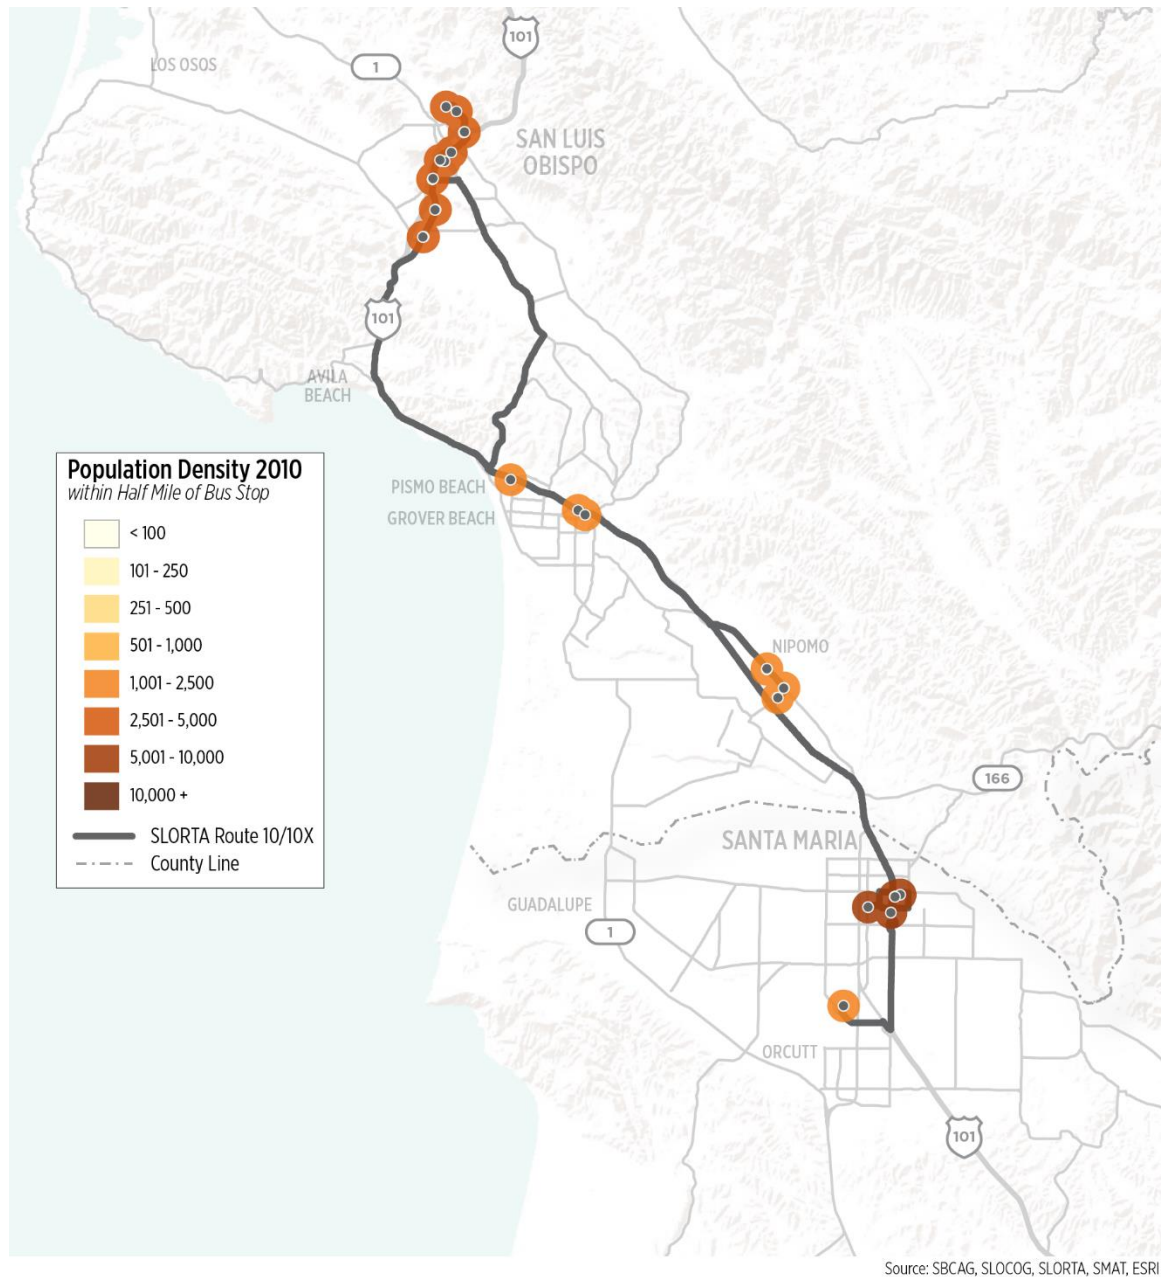 101
LOS OSOS
1
SAN LUIS
OBISPO
101
AVILA
BEACH
Population Density 2010
within Half Mile of Bus Stop
< 100
101 - 250
251 - 500
501 - 1,000
1,001 - 2,500
2,501 - 5,000
5,001 - 10,000
10,000 +
SLORTA Route 10/10X
County Line
PISMO BEACH
GROVER BEACH
NIPOMO
166
SANTA MARIA
GUADALUPE
1
ORCUTT
101
Source: SBCAG, SLOCOG, SLORTA, SMAT, ESRI